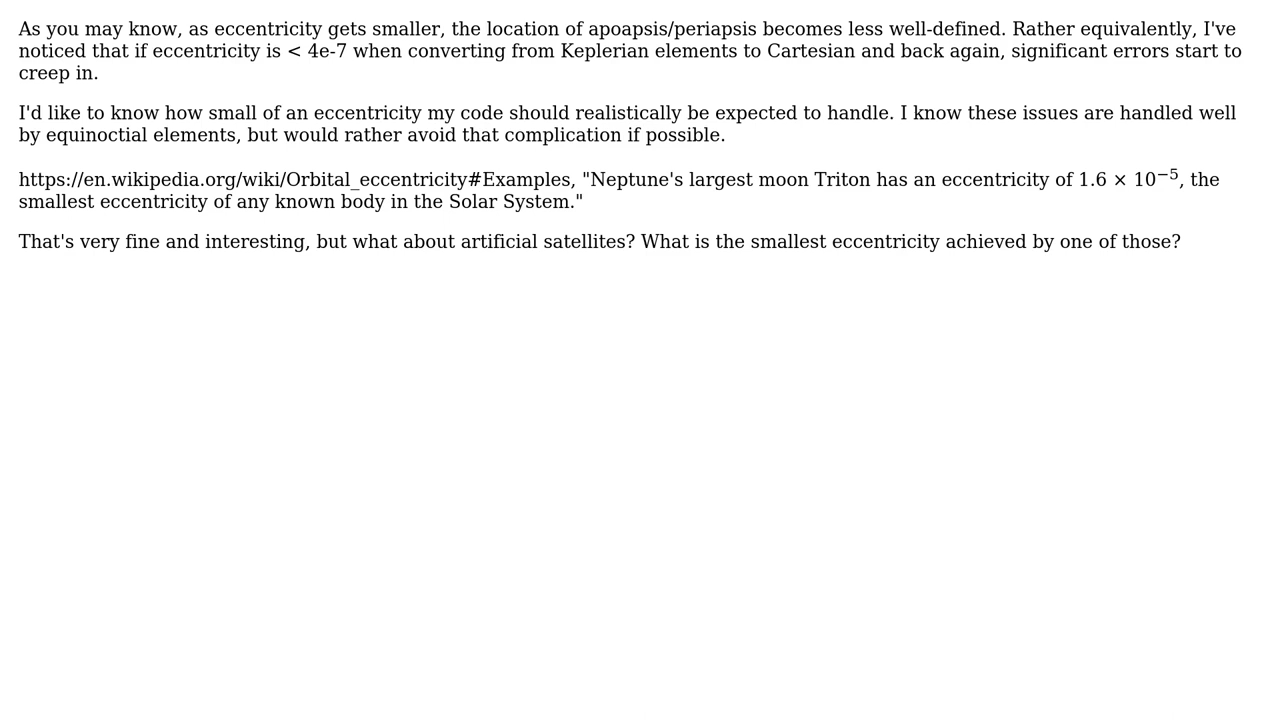 As you may know, as eccentricity gets smaller, the location of apoapsis/periapsis becomes less well-defined. Rather equivalently, I've
noticed that if eccentricity is < 4e-7 when converting from Keplerian elements to Cartesian and back again, significant errors start to
creep in.
I'd like to know how small of an eccentricity my code should realistically be expected to handle. I know these issues are handled well
by equinoctial elements, but would rather avoid that complication if possible.
https://en.wikipedia.org/wiki/Orbital_eccentricity#Examples, "Neptune's largest moon Triton has an eccentricity of 1.6 × 10⁻⁵, the
smallest eccentricity of any known body in the Solar System."
That's very fine and interesting, but what about artificial satellites? What is the smallest eccentricity achieved by one of those?